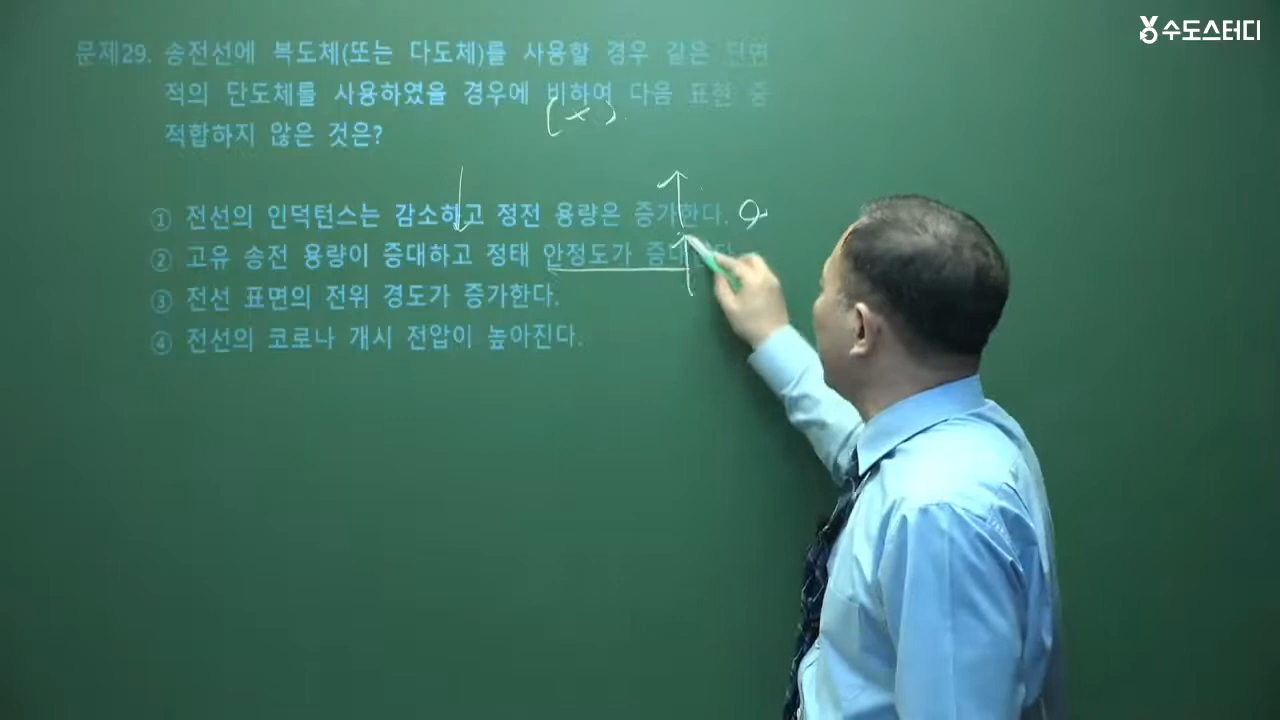 수도스터디
문제29. 송전선에 복도체(또는 다도체)를 사용할 경우 같은 단면
적의 단도체를 사용하였을 경우에 비하여 다음 표현 중
(×)
적합하지 않은 것은?
① 전선의 인덕턴스는 감소하고 정전 용량은 증가한다.
② 고유 송전 용량이 증대하고 정태 안정도가 증대
③ 전선 표면의 전위 경도가 증가한다.
④ 전선의 코로나 개시 전압이 높아진다.